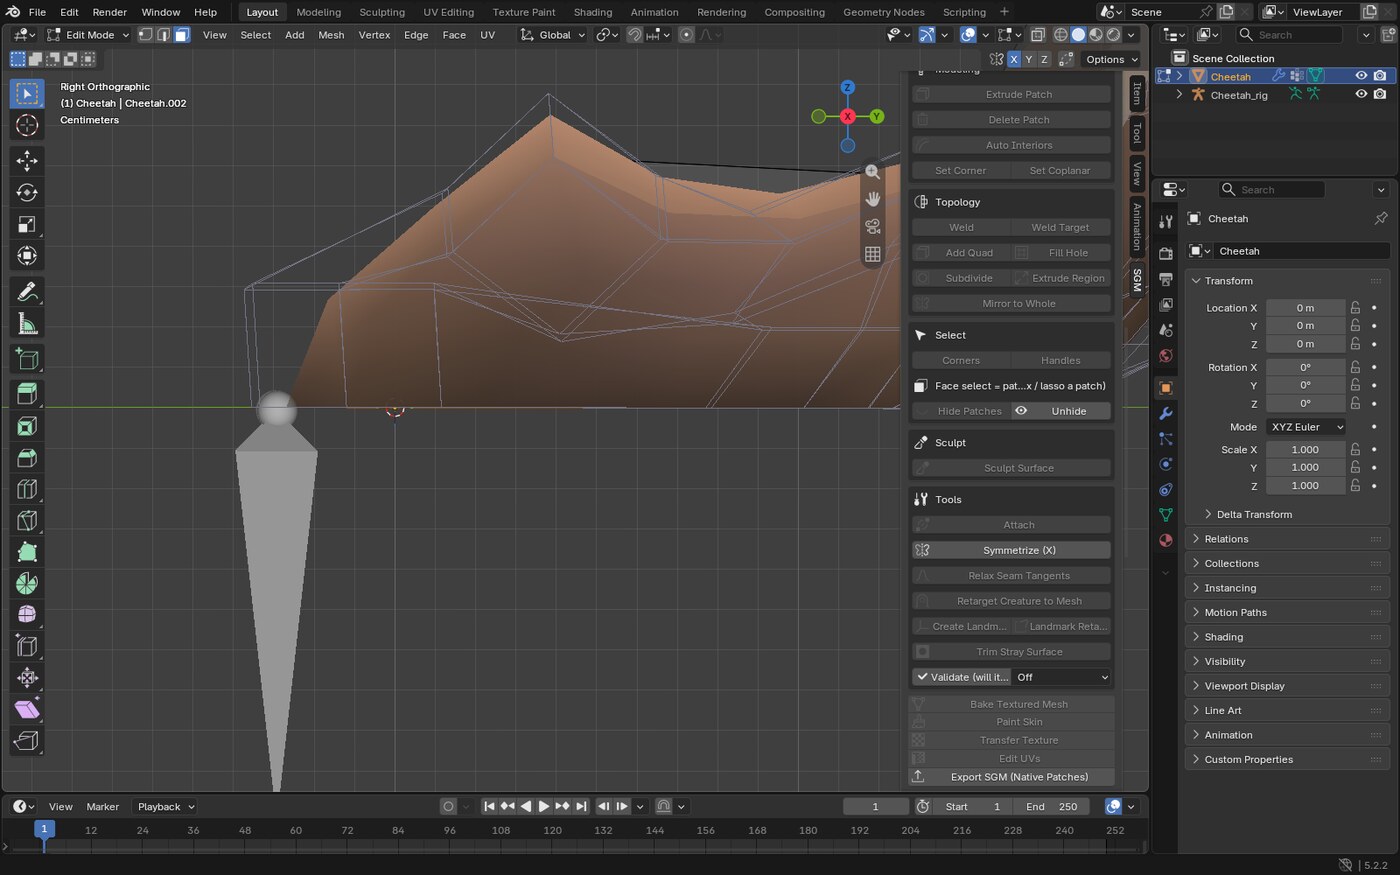 File Edit Render Window Help Layout Modeling Sculpting UV Editing Texture Paint Shading Animation Rendering Compositing Geometry Nodes Scripting + Scene ViewLayer
Edit Mode View Select Add Mesh Vertex Edge Face UV Global Search
X Y Z Options
Scene Collection
Cheetah
Cheetah_rig
Right Orthographic
(1) Cheetah | Cheetah.002
Centimeters
Z
X
Y
Extrude Patch
Delete Patch
Auto Interiors
Set Corner Set Coplanar
Topology
Weld Weld Target
Add Quad Fill Hole
Subdivide Extrude Region
Mirror to Whole
Select
Corners Handles
Face select = pat...x / lasso a patch)
Hide Patches Unhide
Sculpt
Sculpt Surface
Tools
Attach
Symmetrize (X)
Relax Seam Tangents
Retarget Creature to Mesh
Create Landm... Landmark Reta...
Trim Stray Surface
Validate (will it... Off
Bake Textured Mesh
Paint Skin
Transfer Texture
Edit UVs
Export SGM (Native Patches)
Item
Tool
View
Animation
SGM
Search
Cheetah
Cheetah
Transform
Location X 0 m
Y 0 m
Z 0 m
Rotation X 0°
Y 0°
Z 0°
Mode XYZ Euler
Scale X 1.000
Y 1.000
Z 1.000
Delta Transform
Relations
Collections
Instancing
Motion Paths
Shading
Visibility
Viewport Display
Line Art
Animation
Custom Properties
View Marker Playback 1 Start 1 End 250
1 12 24 36 48 60 72 84 96 108 120 132 144 156 168 180 192 204 216 228 240 252
5.2.2